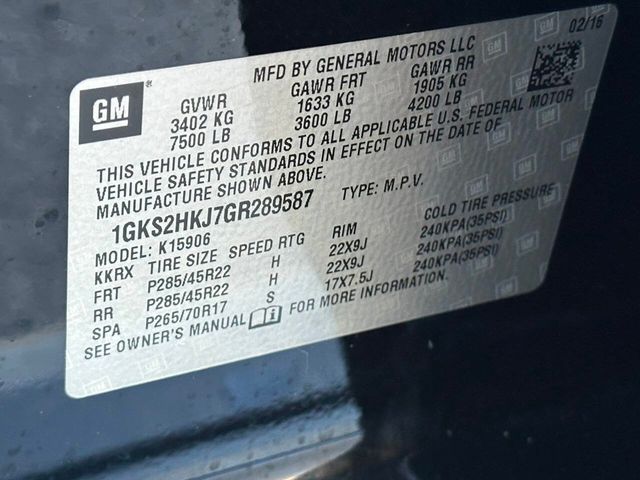 02/16
MFD BY GENERAL MOTORS LLC
GM
GVWR GAWR FRT GAWR RR
3402 KG 1633 KG 1905 KG
7500 LB 3600 LB 4200 LB
THIS VEHICLE CONFORMS TO ALL APPLICABLE U.S. FEDERAL MOTOR
VEHICLE SAFETY STANDARDS IN EFFECT ON THE DATE OF
MANUFACTURE SHOWN ABOVE.
1GKS2HKJ7GR289587 TYPE: M.P.V.
MODEL: K15906
KKRX TIRE SIZE SPEED RTG RIM COLD TIRE PRESSURE
FRT P285/45R22 H 22X9J 240KPA(35PSI)
RR P285/45R22 H 22X9J 240KPA(35PSI)
SPA P265/70R17 S 17X7.5J 240KPA(35PSI)
SEE OWNER'S MANUAL FOR MORE INFORMATION.